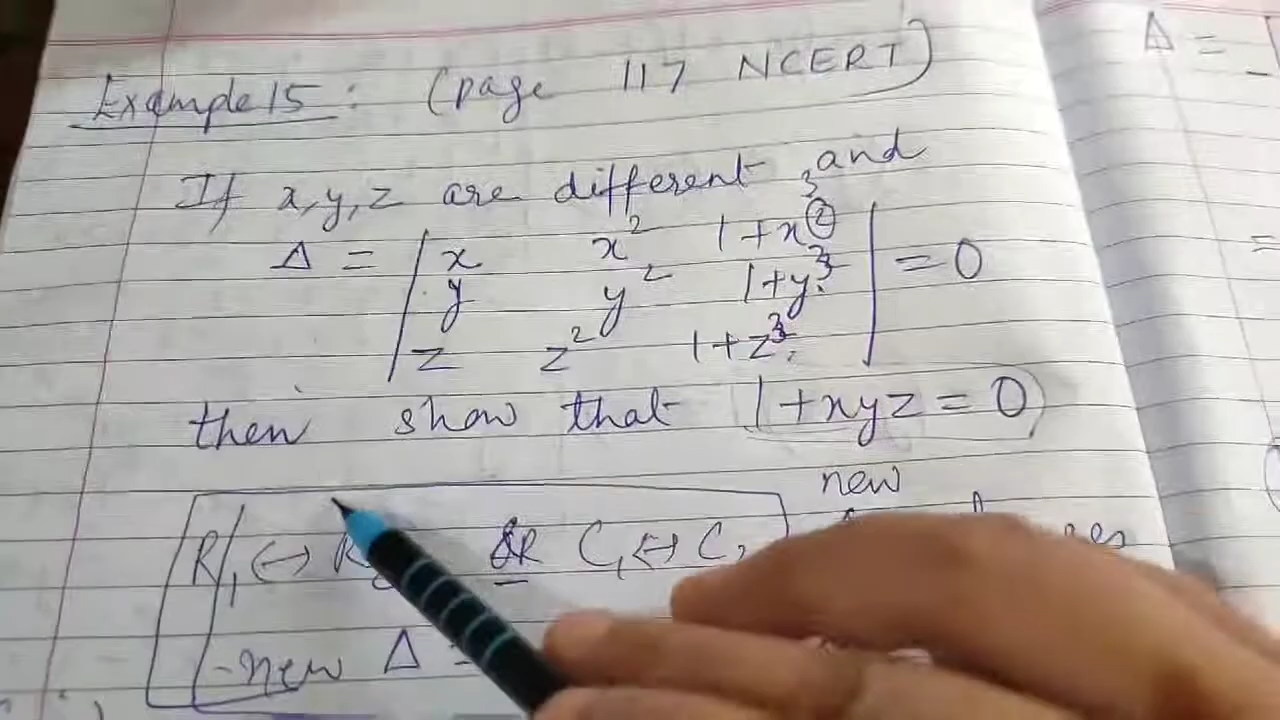 Example 15 : (page 117 NCERT)
If x, y, z are different, and
Δ = | x x² 1+x³ | = 0
y y² 1+y³
z z² 1+z³
then show that 1+xyz = 0
new
R₁ ↔ OR C₁ ↔ C₂
-new Δ =
Δ =